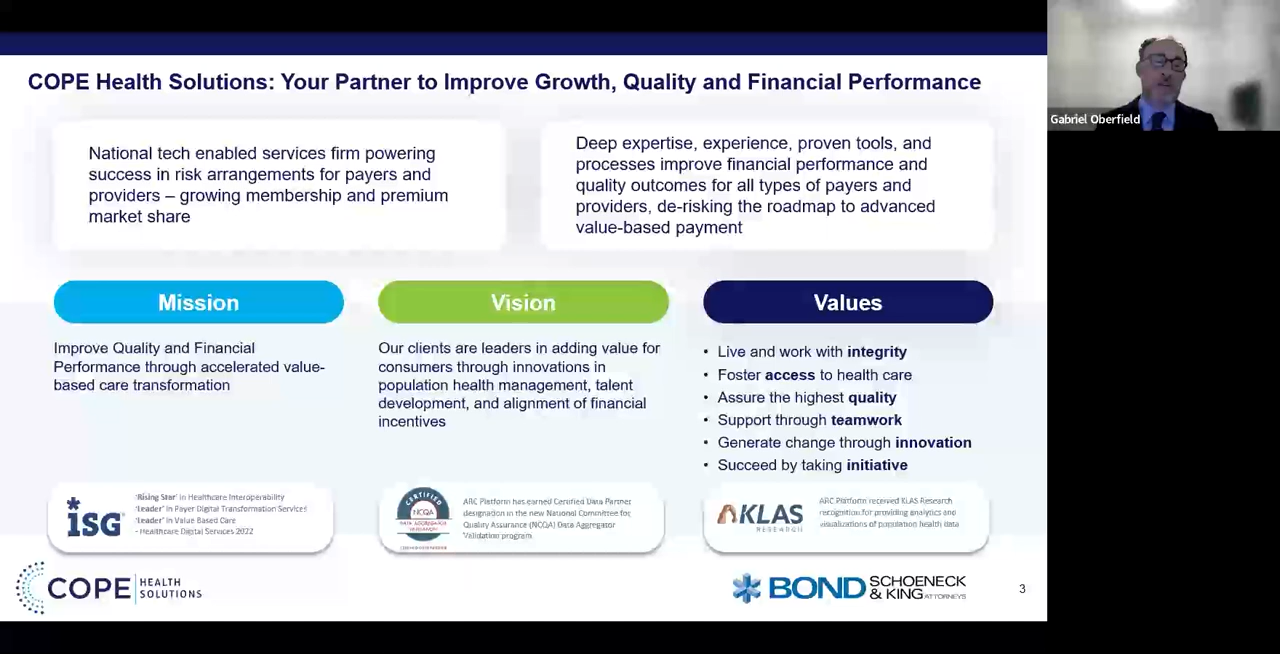 COPE Health Solutions: Your Partner to Improve Growth, Quality and Financial Performance
Gabriel Oberfield
National tech enabled services firm powering
success in risk arrangements for payers and
providers – growing membership and premium
market share
Deep expertise, experience, proven tools, and
processes improve financial performance and
quality outcomes for all types of payers and
providers, de-risking the roadmap to advanced
value-based payment
Mission
Improve Quality and Financial
Performance through accelerated value-
based care transformation
Vision
Our clients are leaders in adding value for
consumers through innovations in
population health management, talent
development, and alignment of financial
incentives
Values
• Live and work with integrity
• Foster access to health care
• Assure the highest quality
• Support through teamwork
• Generate change through innovation
• Succeed by taking initiative
ISG
'Rising Star' in Healthcare Interoperability
'Leader' in Payer Digital Transformation Services
'Leader' in Value Based Care
- Healthcare Digital Services 2022
CERTIFIED
NCQA
DATA AGGREGATOR
VALIDATION
ARC Platform has earned Certified Data Partner
designation in the new National Committee for
Quality Assurance (NCQA) Data Aggregator
Validation program.
KLAS
RESEARCH
ARC Platform received KLAS Research
recognition for providing analytics and
visualizations of population health data
COPE HEALTH
SOLUTIONS
BOND SCHOENECK
& KING ATTORNEYS
3